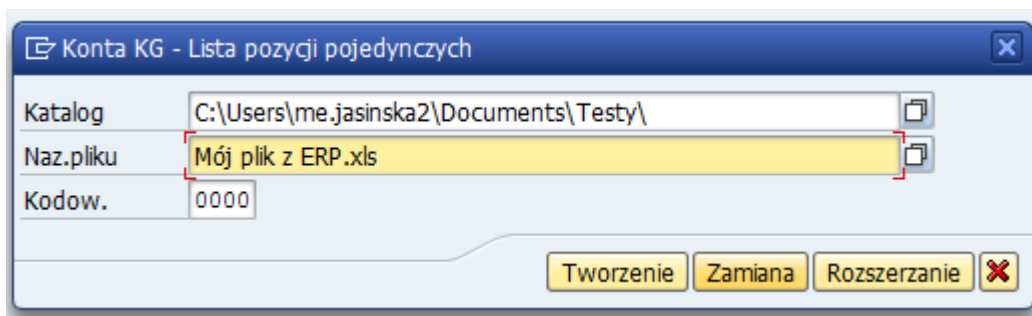 Konta KG - Lista pozycji pojedynczych
Katalog C:\Users\me.jasinska2\Documents\Testy\
Naz.pliku Mój plik z ERP.xls
Kodow. 0000
Tworzenie Zamiana Rozszerzanie